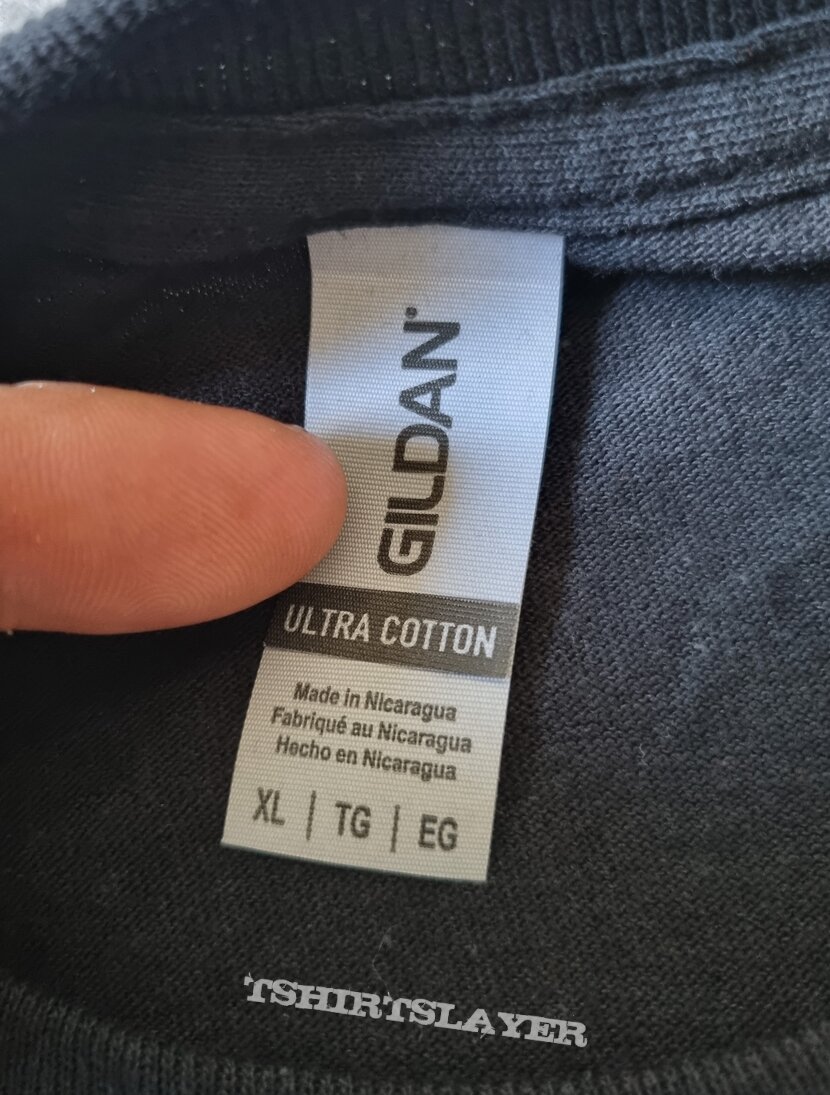 GILDAN
ULTRA COTTON
Made in Nicaragua
Fabriqué au Nicaragua
Hecho en Nicaragua
XL | TG | EG
TSHIRTSLAYER